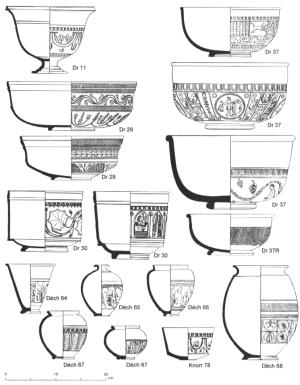 Dr 11
Dr 37
Dr 29
Dr 37
Dr 29
Dr 37
Dr 30
Dr 30
Dr 37R
Déch 64
Déch 65
Déch 66
Déch 67
Déch 67
Knorr 78
Déch 68